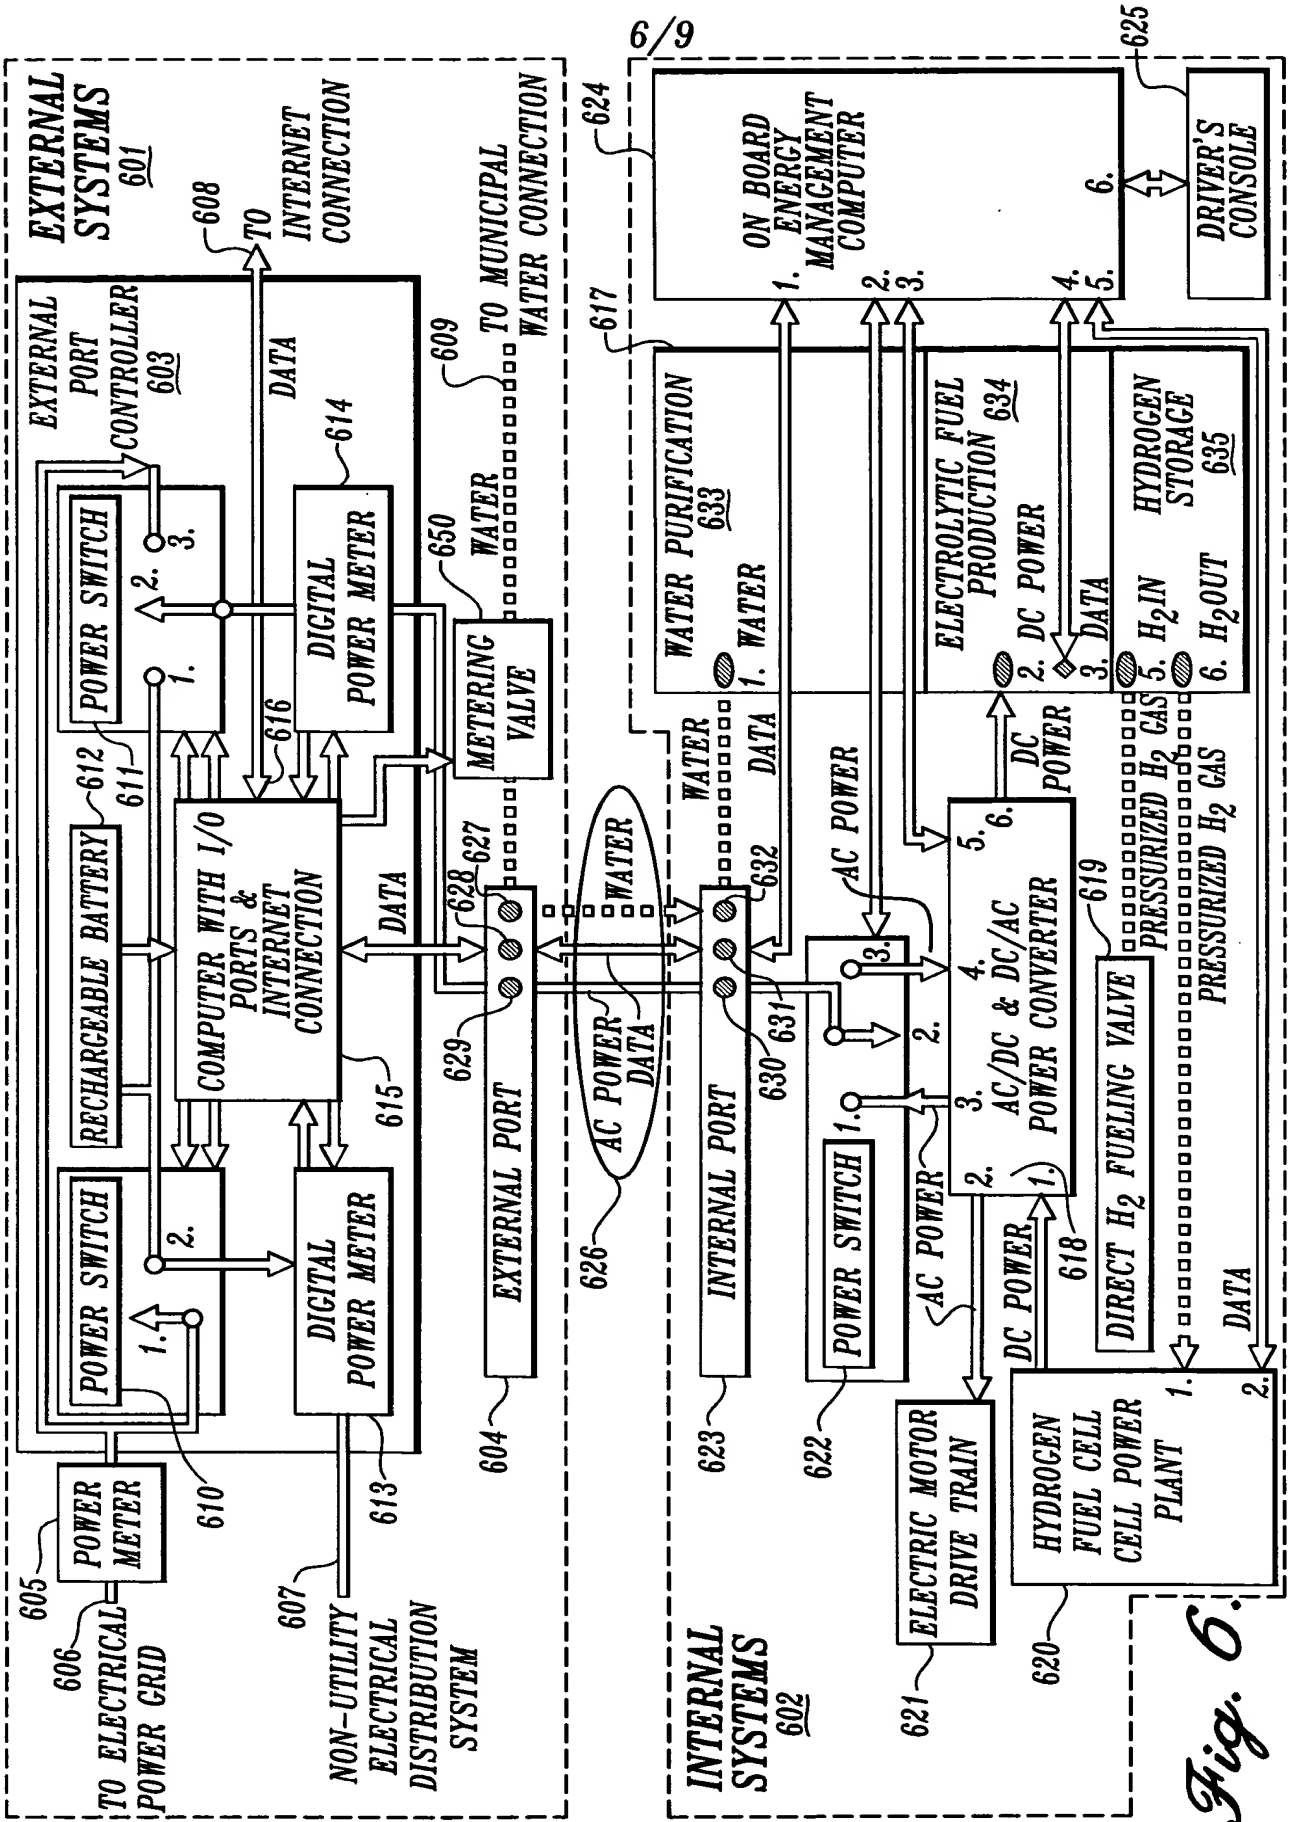 6/9
EXTERNAL
SYSTEMS
601
EXTERNAL
PORT
CONTROLLER
603
608
TO
INTERNET
CONNECTION
DATA
609
TO MUNICIPAL
WATER CONNECTION
POWER SWITCH
1.
2.
3.
611
RECHARGEABLE BATTERY
612
POWER SWITCH
1.
2.
610
COMPUTER WITH I/O
PORTS &
INTERNET
CONNECTION
615
616
DIGITAL
POWER METER
614
DIGITAL
POWER METER
613
POWER
METER
605
606
TO ELECTRICAL
POWER GRID
607
NON-UTILITY
ELECTRICAL
DISTRIBUTION
SYSTEM
METERING
VALVE
650
WATER
DATA
EXTERNAL PORT
604
627
628
629
AC POWER
DATA
WATER
626
INTERNAL PORT
623
630
631
632
WATER
DATA
INTERNAL
SYSTEMS
602
POWER SWITCH
1.
2.
3.
622
AC POWER
AC POWER
AC/DC & DC/AC
POWER CONVERTER
1.
2.
3.
4.
5.
6.
618
DC POWER
DC
POWER
ELECTRIC MOTOR
DRIVE TRAIN
621
HYDROGEN
FUEL CELL
CELL POWER
PLANT
1.
2.
620
DIRECT H2 FUELING VALVE
619
PRESSURIZED H2 GAS
PRESSURIZED H2 GAS
DATA
617
WATER PURIFICATION
633
1. WATER
ELECTROLYTIC FUEL
PRODUCTION 634
2. DC POWER
3. DATA
HYDROGEN
STORAGE
635
5. H2IN
6. H2OUT
624
ON BOARD
ENERGY
MANAGEMENT
COMPUTER
1.
2.
3.
4.
5.
6.
DRIVER'S
CONSOLE
625
Fig. 6.